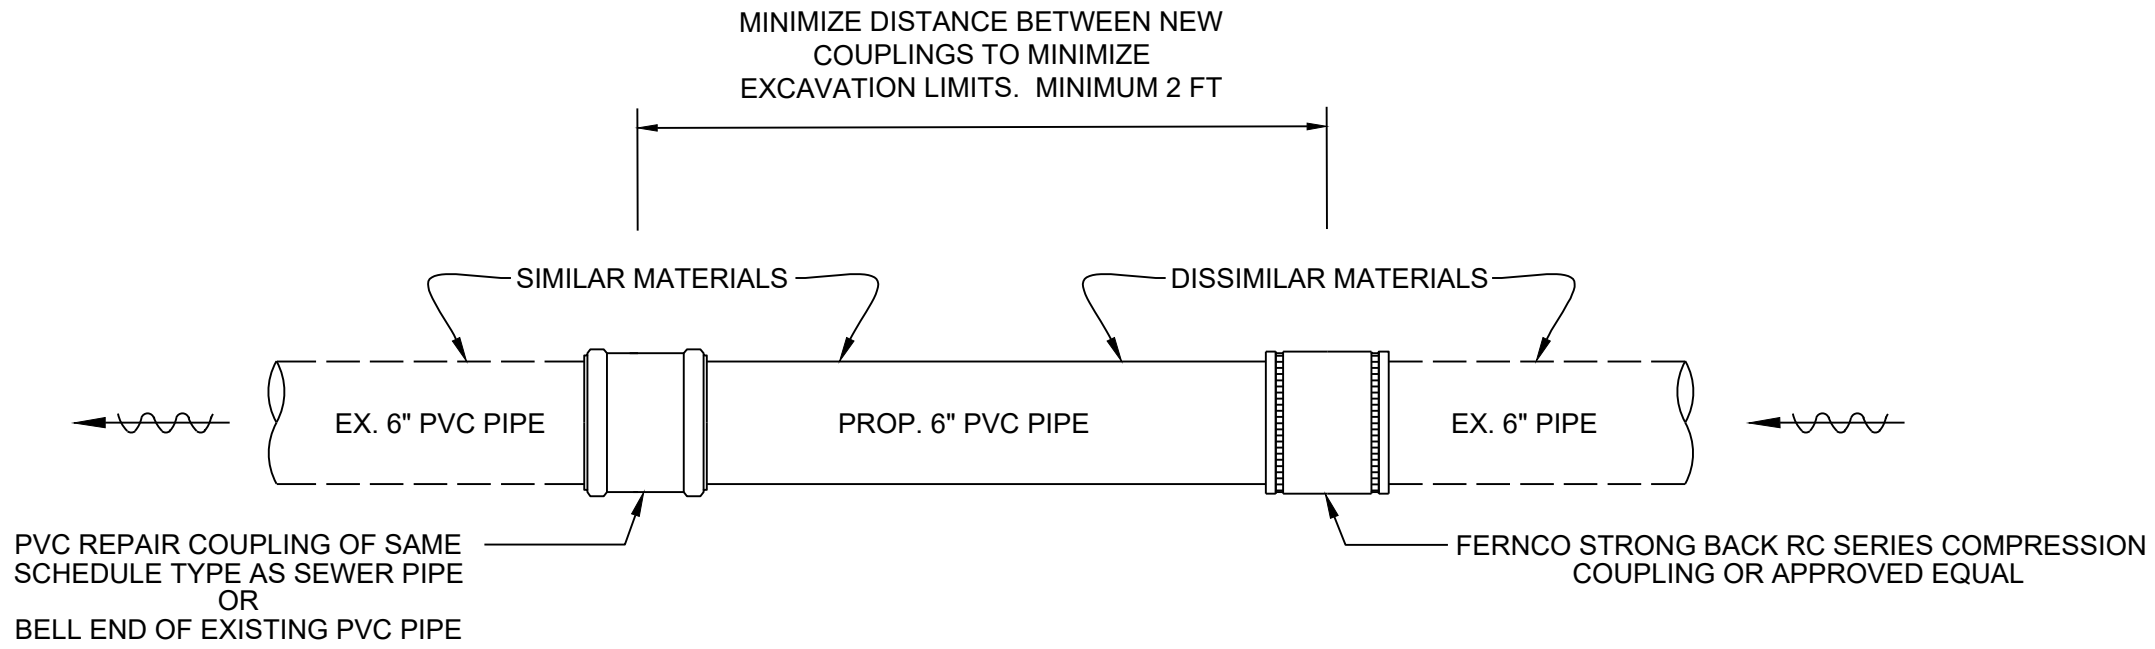 MINIMIZE DISTANCE BETWEEN NEW
COUPLINGS TO MINIMIZE
EXCAVATION LIMITS.  MINIMUM 2 FT
SIMILAR MATERIALS
DISSIMILAR MATERIALS
EX. 6" PVC PIPE
PROP. 6" PVC PIPE
EX. 6" PIPE
PVC REPAIR COUPLING OF SAME
SCHEDULE TYPE AS SEWER PIPE
OR
BELL END OF EXISTING PVC PIPE
FERNCO STRONG BACK RC SERIES COMPRESSION
COUPLING OR APPROVED EQUAL